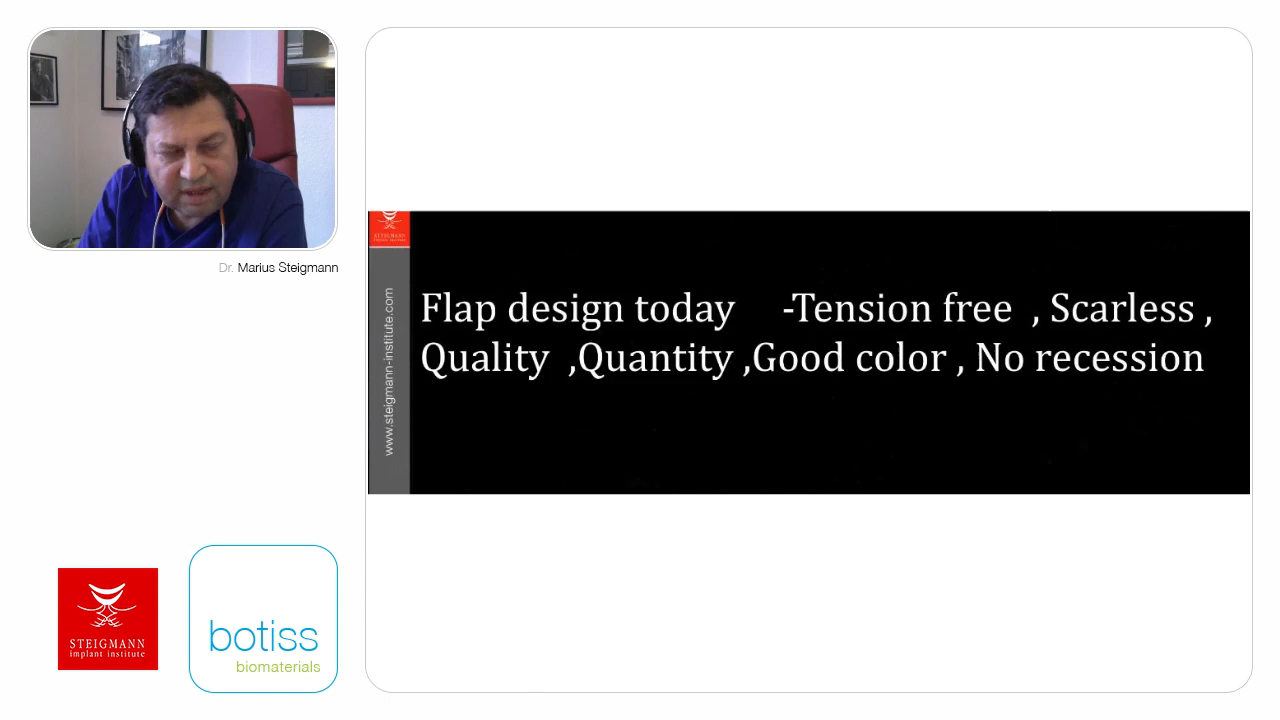 Dr. Marius Steigmann
STEIGMANN
implant institute
botiss
biomaterials
www.steigmann-institute.com
Flap design today -Tension free , Scarless ,
Quality ,Quantity ,Good color , No recession